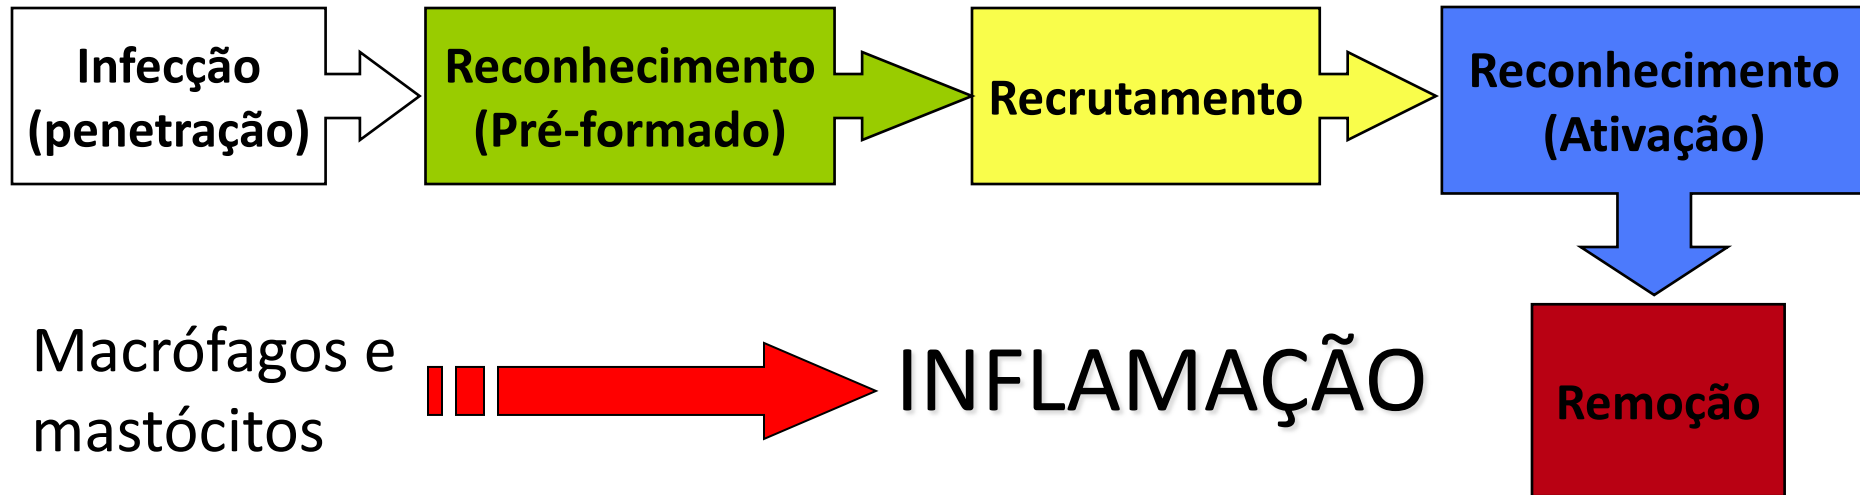 Infecção
(penetração)
Reconhecimento
(Pré-formado)
Recrutamento
Reconhecimento
(Ativação)
Macrófagos e
mastócitos
INFLAMAÇÃO
Remoção